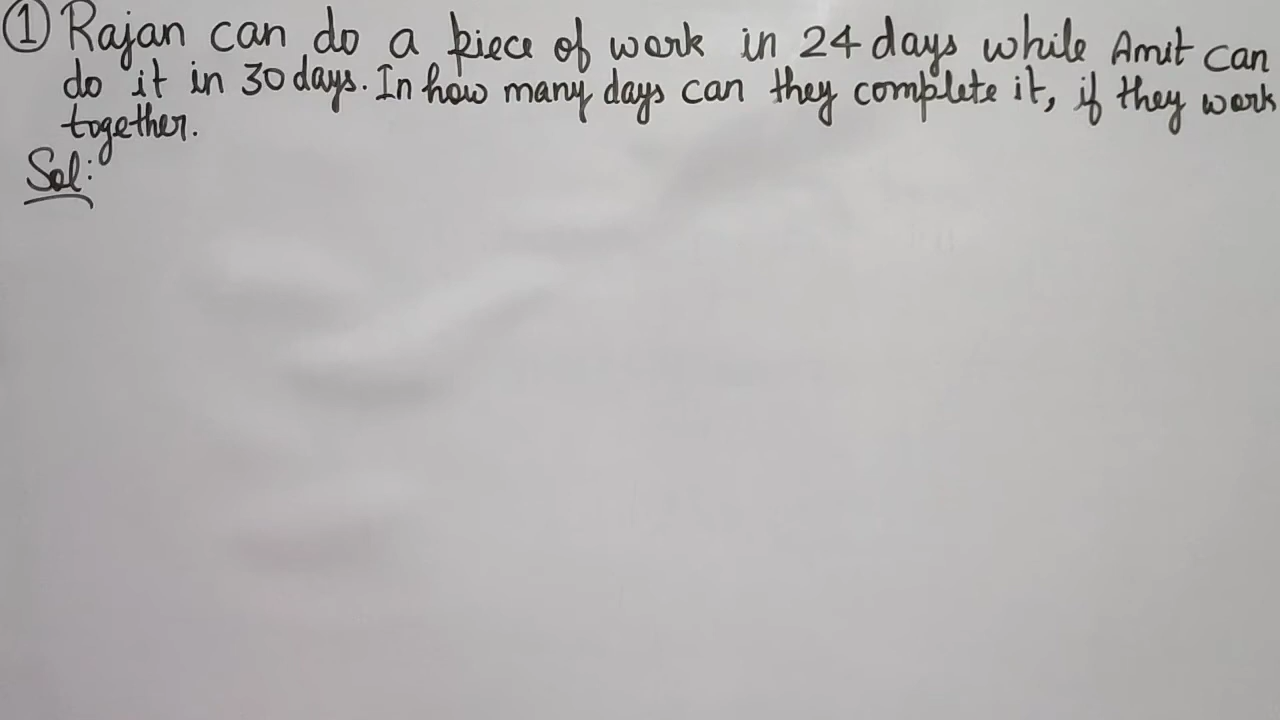 ① Rajan can do a piece of work in 24 days while Amit can
do it in 30 days. In how many days can they complete it, if they work
together.
Sol: